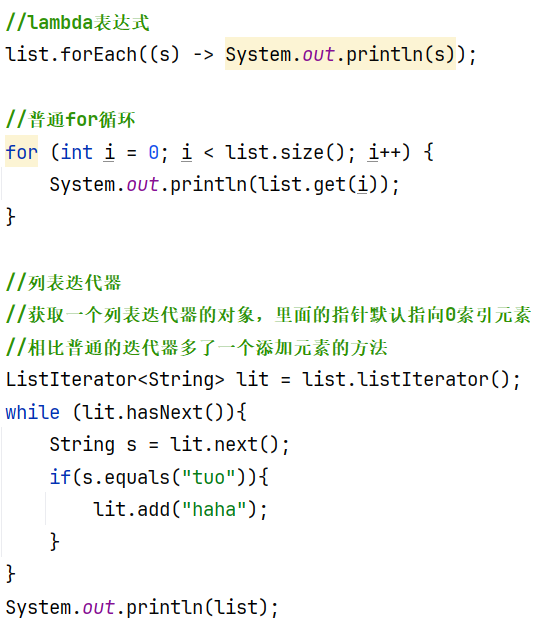 //lambda表达式
list.forEach((s) -> System.out.println(s));
//普通for循环
for (int i = 0; i < list.size(); i++) {
    System.out.println(list.get(i));
}
//列表迭代器
//获取一个列表迭代器的对象，里面的指针默认指向0索引元素
//相比普通的迭代器多了一个添加元素的方法
ListIterator<String> lit = list.listIterator();
while (lit.hasNext()){
    String s = lit.next();
    if(s.equals("tuo")){
        lit.add("haha");
    }
}
System.out.println(list);